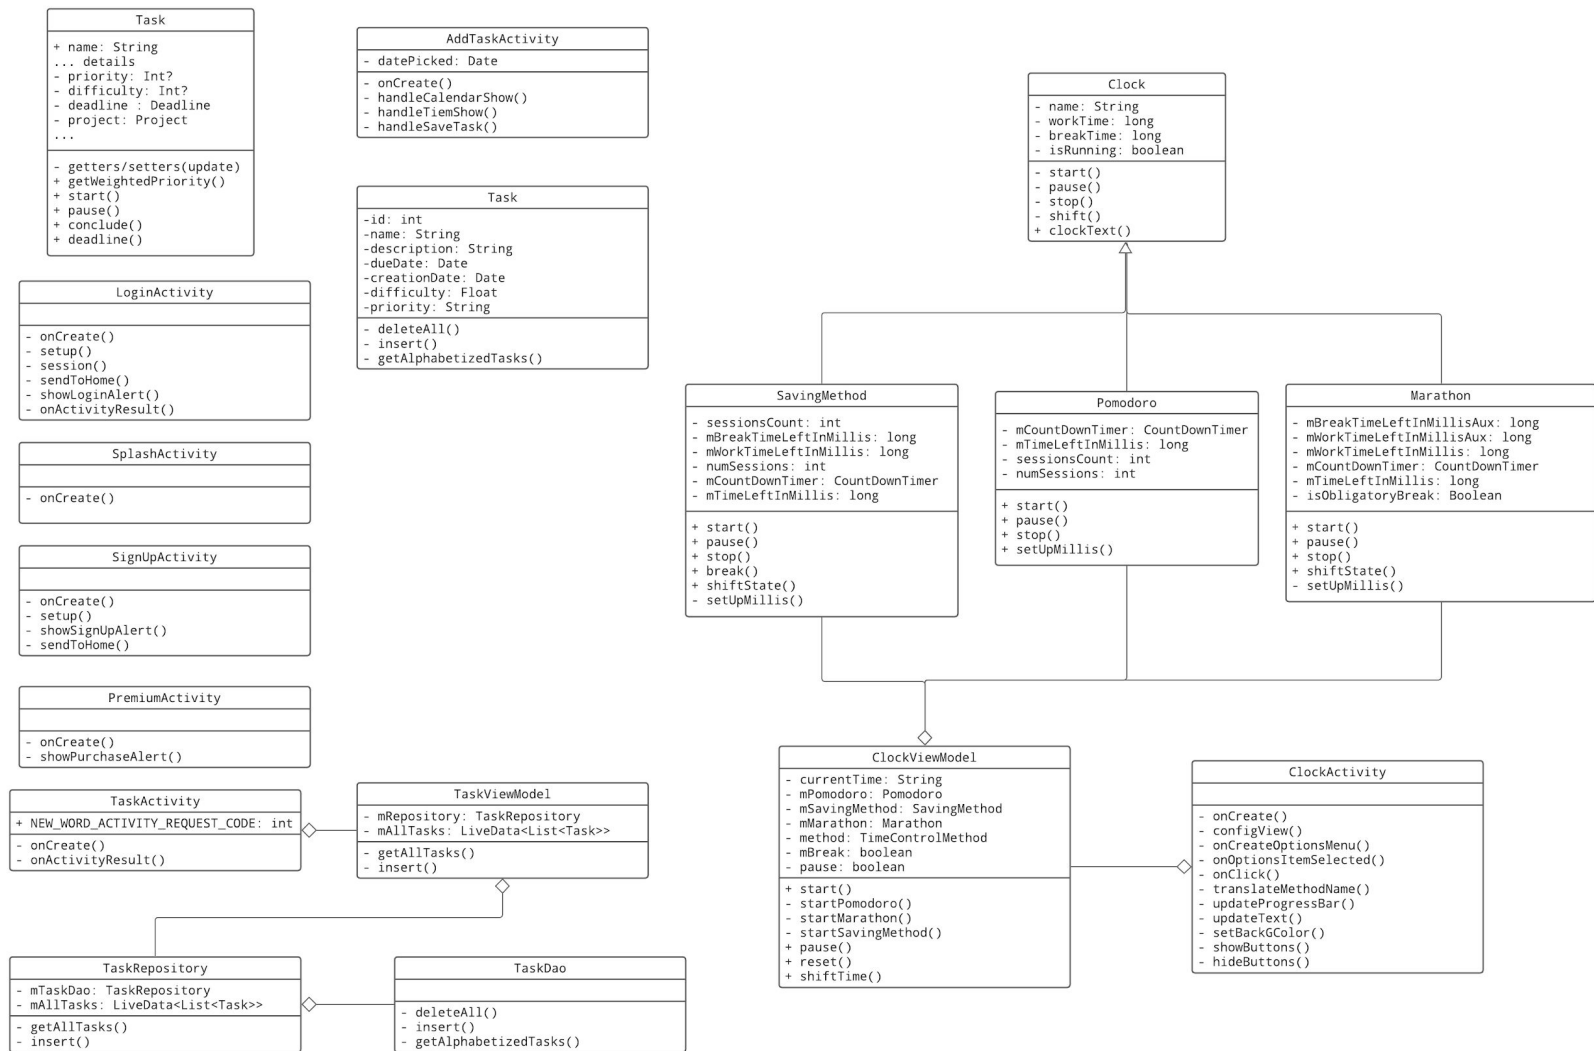 Task
+ name: String
... details
- priority: Int?
- difficulty: Int?
- deadline : Deadline
- project: Project
...
- getters/setters(update)
+ getWeightedPriority()
+ start()
+ pause()
+ conclude()
+ deadline()
AddTaskActivity
- datePicked: Date
- onCreate()
- handleCalendarShow()
- handleTiemShow()
- handleSaveTask()
Task
-id: int
-name: String
-description: String
-dueDate: Date
-creationDate: Date
-difficulty: Float
-priority: String
- deleteAll()
- insert()
- getAlphabetizedTasks()
Clock
- name: String
- workTime: long
- breakTime: long
- isRunning: boolean
- start()
- pause()
- stop()
- shift()
+ clockText()
LoginActivity
- onCreate()
- setup()
- session()
- sendToHome()
- showLoginAlert()
- onActivityResult()
SplashActivity
- onCreate()
SignUpActivity
- onCreate()
- setup()
- showSignUpAlert()
- sendToHome()
PremiumActivity
- onCreate()
- showPurchaseAlert()
SavingMethod
- sessionsCount: int
- mBreakTimeLeftInMillis: long
- mWorkTimeLeftInMillis: long
- numSessions: int
- mCountDownTimer: CountDownTimer
- mTimeLeftInMillis: long
+ start()
+ pause()
+ stop()
+ break()
+ shiftState()
- setUpMillis()
Pomodoro
- mCountDownTimer: CountDownTimer
- mTimeLeftInMillis: long
- sessionsCount: int
- numSessions: int
+ start()
+ pause()
+ stop()
+ setUpMillis()
Marathon
- mBreakTimeLeftInMillisAux: long
- mWorkTimeLeftInMillisAux: long
- mWorkTimeLeftInMillis: long
- mCountDownTimer: CountDownTimer
- mTimeLeftInMillis: long
- isObligatoryBreak: Boolean
+ start()
+ pause()
+ stop()
+ shiftState()
- setUpMillis()
TaskActivity
+ NEW_WORD_ACTIVITY_REQUEST_CODE: int
- onCreate()
- onActivityResult()
TaskViewModel
- mRepository: TaskRepository
- mAllTasks: LiveData<List<Task>>
- getAllTasks()
- insert()
ClockViewModel
- currentTime: String
- mPomodoro: Pomodoro
- mSavingMethod: SavingMethod
- mMarathon: Marathon
- method: TimeControlMethod
- mBreak: boolean
- pause: boolean
+ start()
- startPomodoro()
- startMarathon()
- startSavingMethod()
+ pause()
+ reset()
+ shiftTime()
ClockActivity
- onCreate()
- configView()
- onCreateOptionsMenu()
- onOptionsItemSelected()
- onClick()
- translateMethodName()
- updateProgressBar()
- updateText()
- setBackGColor()
- showButtons()
- hideButtons()
TaskRepository
- mTaskDao: TaskRepository
- mAllTasks: LiveData<List<Task>>
- getAllTasks()
- insert()
TaskDao
- deleteAll()
- insert()
- getAlphabetizedTasks()